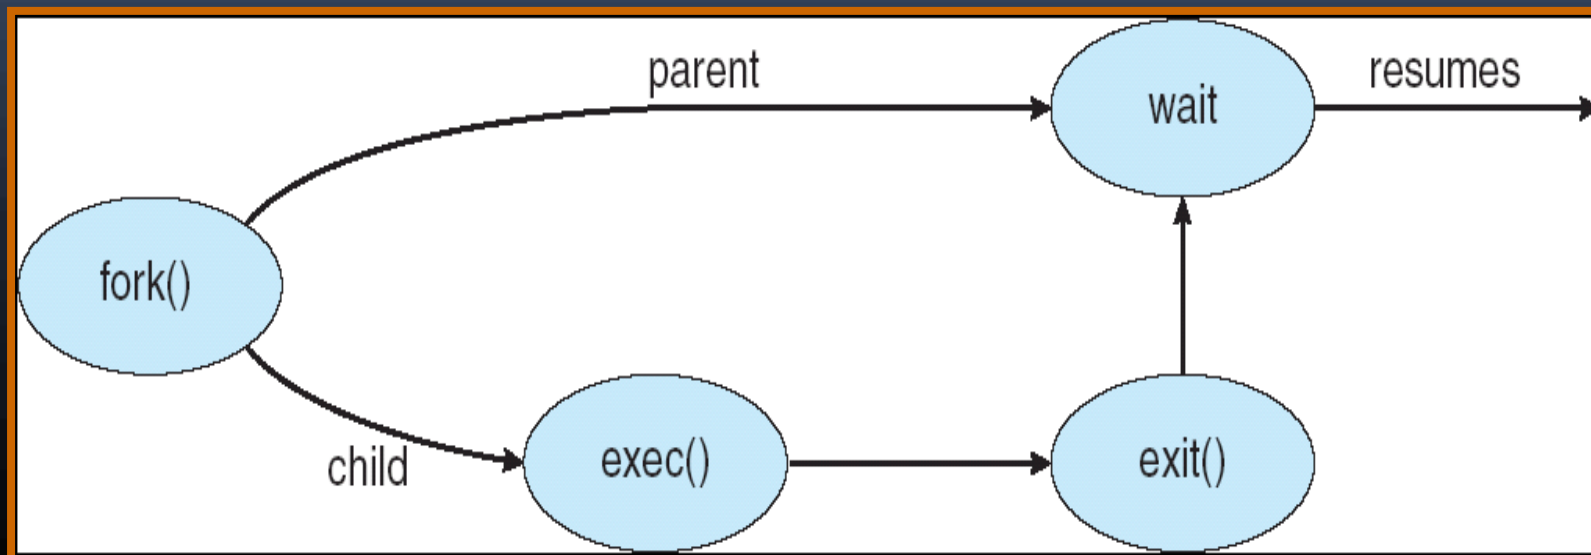 parent
resumes
wait
fork()
child
exec()
exit()